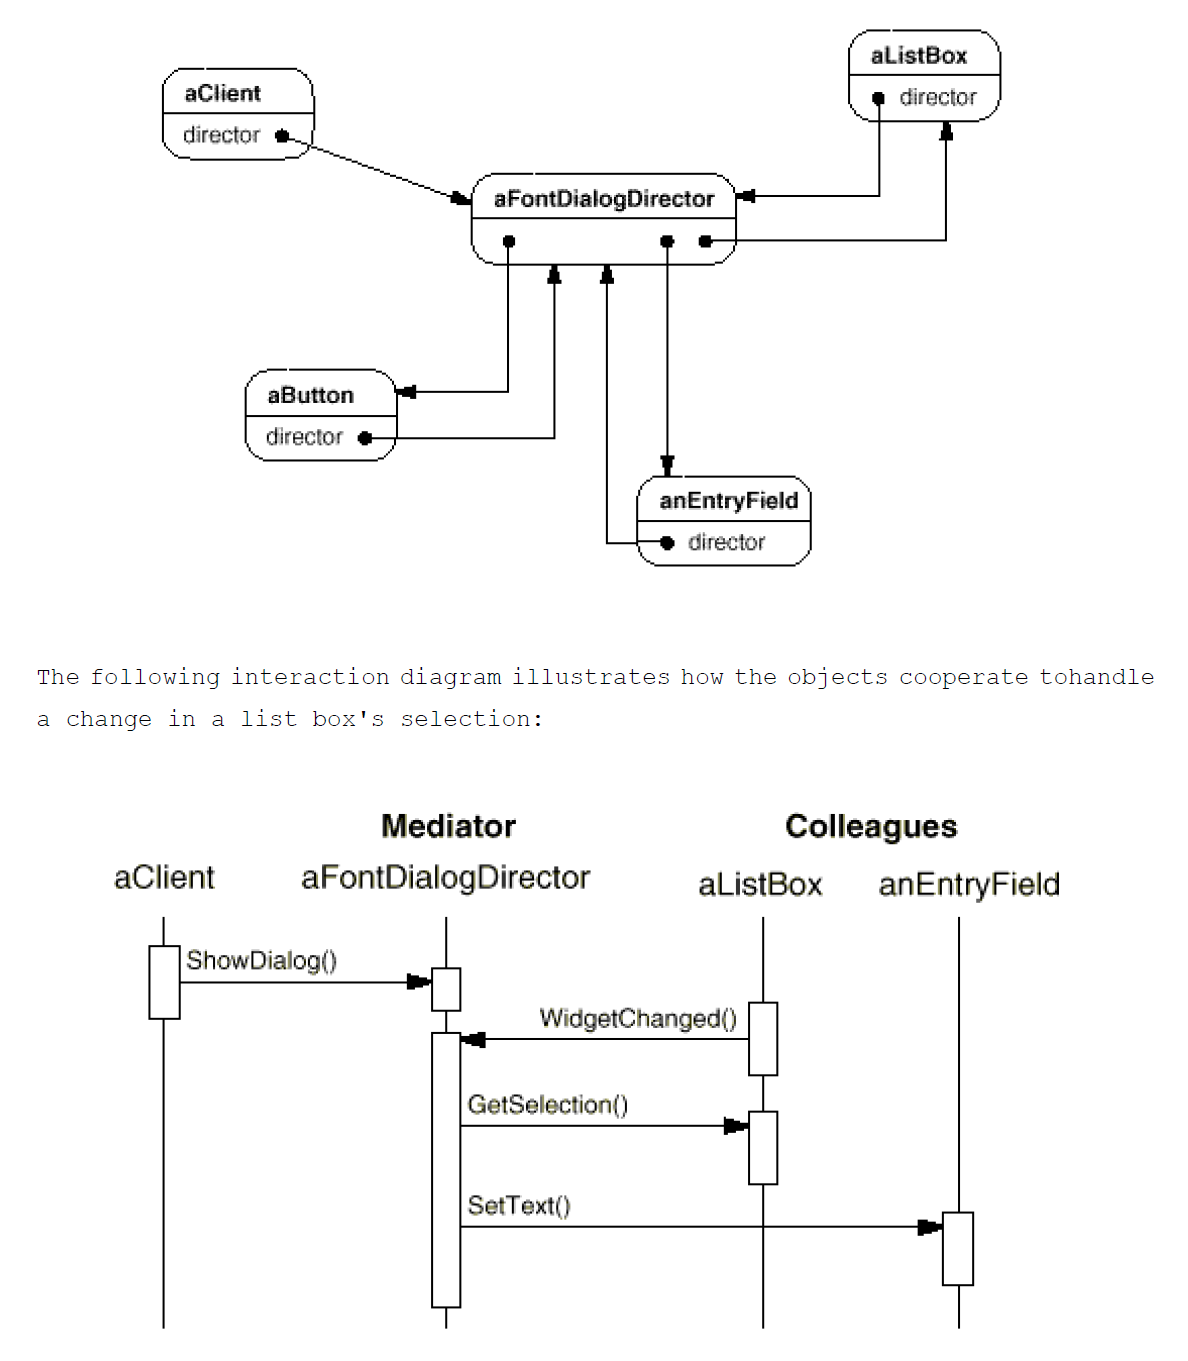 aListBox
director
aClient
director
aFontDialogDirector
aButton
director
anEntryField
director
The following interaction diagram illustrates how the objects cooperate tohandle
a change in a list box's selection:
Mediator
Colleagues
aClient
aFontDialogDirector
aListBox
anEntryField
ShowDialog()
WidgetChanged()
GetSelection()
SetText()